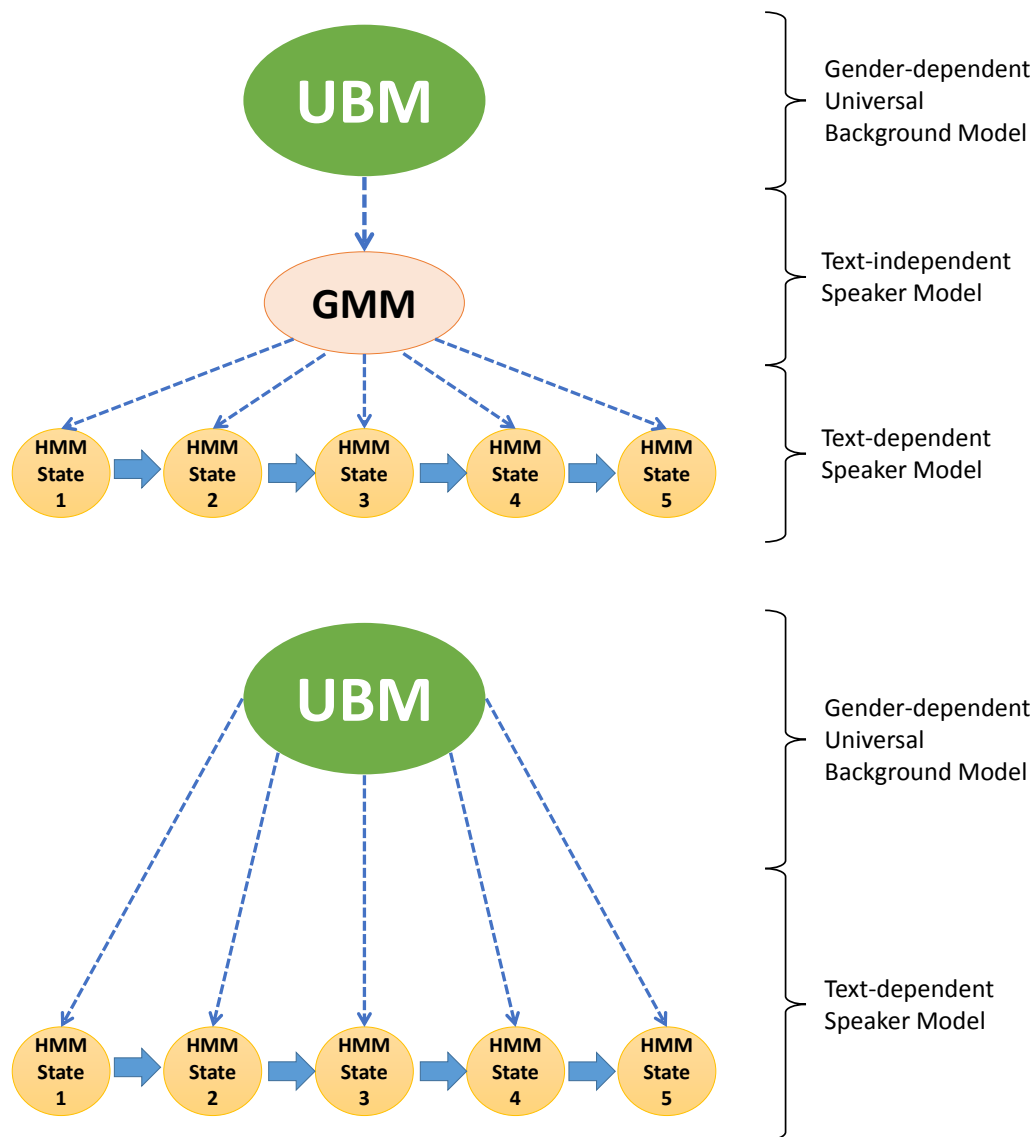 UBM
Gender-dependent
Universal
Background Model
GMM
Text-independent
Speaker Model
HMM
State
1
HMM
State
2
HMM
State
3
HMM
State
4
HMM
State
5
Text-dependent
Speaker Model
UBM
Gender-dependent
Universal
Background Model
HMM
State
1
HMM
State
2
HMM
State
3
HMM
State
4
HMM
State
5
Text-dependent
Speaker Model